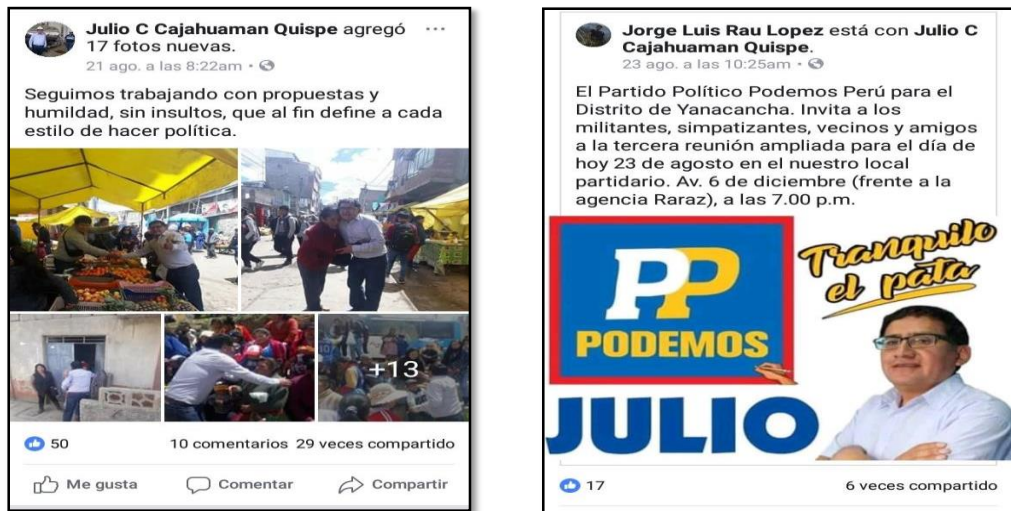 Julio C Cajahuaman Quispe agregó
17 fotos nuevas.
21 ago. a las 8:22am
Seguimos trabajando con propuestas y
humildad, sin insultos, que al fin define a cada
estilo de hacer política.
+13
50
10 comentarios 29 veces compartido
Me gusta Comentar Compartir
Jorge Luis Rau Lopez está con Julio C
Cajahuaman Quispe.
23 ago. a las 10:25am
El Partido Político Podemos Perú para el
Distrito de Yanacancha. Invita a los
militantes, simpatizantes, vecinos y amigos
a la tercera reunión ampliada para el día de
hoy 23 de agosto en el nuestro local
partidario. Av. 6 de diciembre (frente a la
agencia Raraz), a las 7.00 p.m.
PP
PODEMOS
Tranquilo
el pata
JULIO
17
6 veces compartido